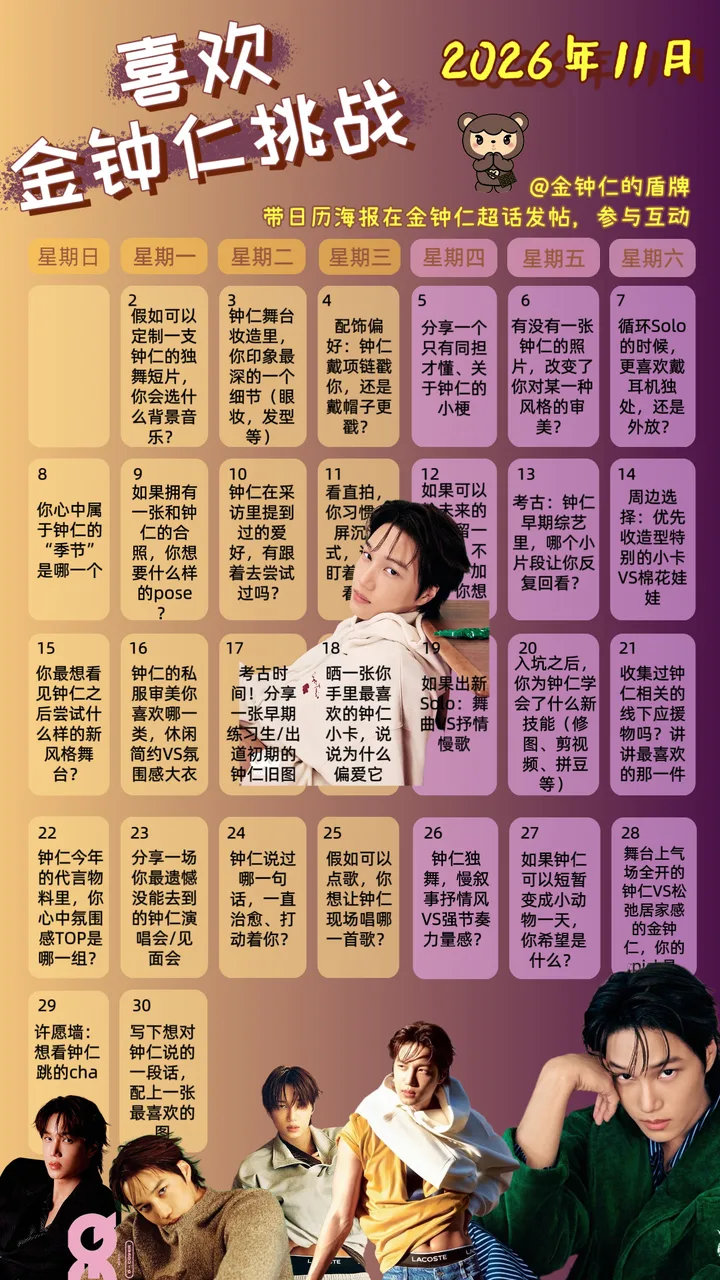 喜欢
金钟仁挑战
2026年11月
@金钟仁的盾牌
带日历海报在金钟仁超话发帖，参与互动
星期日 星期一 星期二 星期三 星期四 星期五 星期六
2
假如可以
定制一支
钟仁的独
舞短片，
你会选什
么背景音
乐？
3
钟仁舞台
妆造里，
你印象最
深的一个
细节（眼
妆，发型
等）
4
配饰偏
好：钟仁
戴项链戳
你，还是
戴帽子更
戳？
5
分享一个
只有同担
才懂、关
于钟仁的
小梗
6
有没有一张
钟仁的照
片，改变了
你对某一种
风格的审
美？
7
循环Solo
的时候，
更喜欢戴
耳机独
处，还是
外放？
8
你心中属
于钟仁的
“季节”
是哪一个
9
如果拥有
一张和钟
仁的合
照，你想
要什么样
的pose
？
10
钟仁在采
访里提到
过的爱
好，有跟
着去尝试
过吗？
11
看直拍，
你习惯
屏沉
式，
盯着
看
12
如果可以
未来的
留一
不
加
你想
13
考古：钟仁
早期综艺
里，哪个小
片段让你反
复回看？
14
周边选
择：优先
收造型特
别的小卡
VS棉花娃
娃
15
你最想看
见钟仁之
后尝试什
么样的新
风格舞
台？
16
钟仁的私
服审美你
喜欢哪一
类，休闲
简约VS氛
围感大衣
17
考古时
间！分享
一张早期
练习生/出
道初期的
钟仁旧图
18
晒一张你
手里最喜
欢的钟仁
小卡，说
说为什么
偏爱它
19
如果出新
Solo：舞
曲VS抒情
慢歌
20
入坑之后，
你为钟仁学
会了什么新
技能（修
图、剪视
频、拼豆
等）
21
收集过钟
仁相关的
线下应援
物吗？讲
讲最喜欢
的那一件
22
钟仁今年
的代言物
料里，你
心中氛围
感TOP是
哪一组？
23
分享一场
你最遗憾
没能去到
的钟仁演
唱会/见
面会
24
钟仁说过
哪一句
话，一直
治愈、打
动着你？
25
假如可以
点歌，你
想让钟仁
现场唱哪
一首歌？
26
钟仁独
舞，慢叙
事抒情风
VS强节奏
力量感？
27
如果钟仁
可以短暂
变成小动
物一天，
你希望是
什么？
28
舞台上气
场全开的
钟仁VS松
弛居家感
的金钟
仁，你的
29
许愿墙：
想看钟仁
跳的cha
30
写下想对
钟仁说的
一段话，
配上一张
最喜欢的
图
LACOSTE
LACOSTE